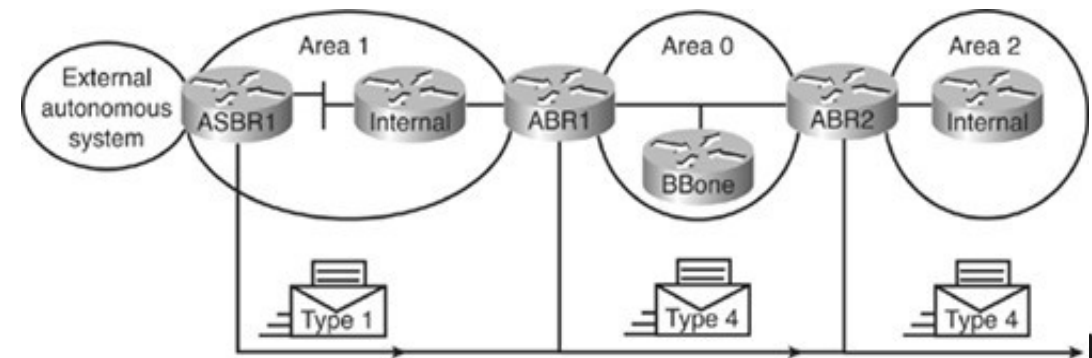 Area 1
Area 0
Area 2
External
autonomous
system
ASBR1
Internal
ABR1
BBone
ABR2
Internal
Type 1
Type 4
Type 4